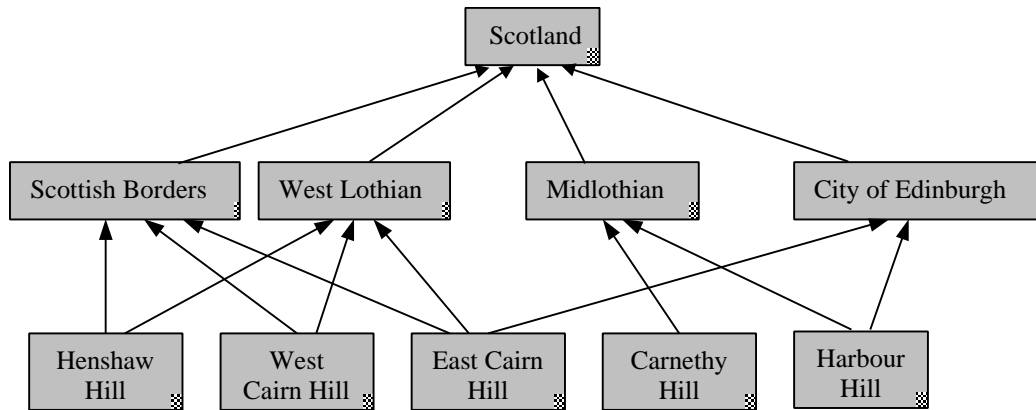 Scotland
Scottish Borders
West Lothian
Midlothian
City of Edinburgh
Henshaw
Hill
West
Cairn Hill
East Cairn
Hill
Carnethy
Hill
Harbour
Hill